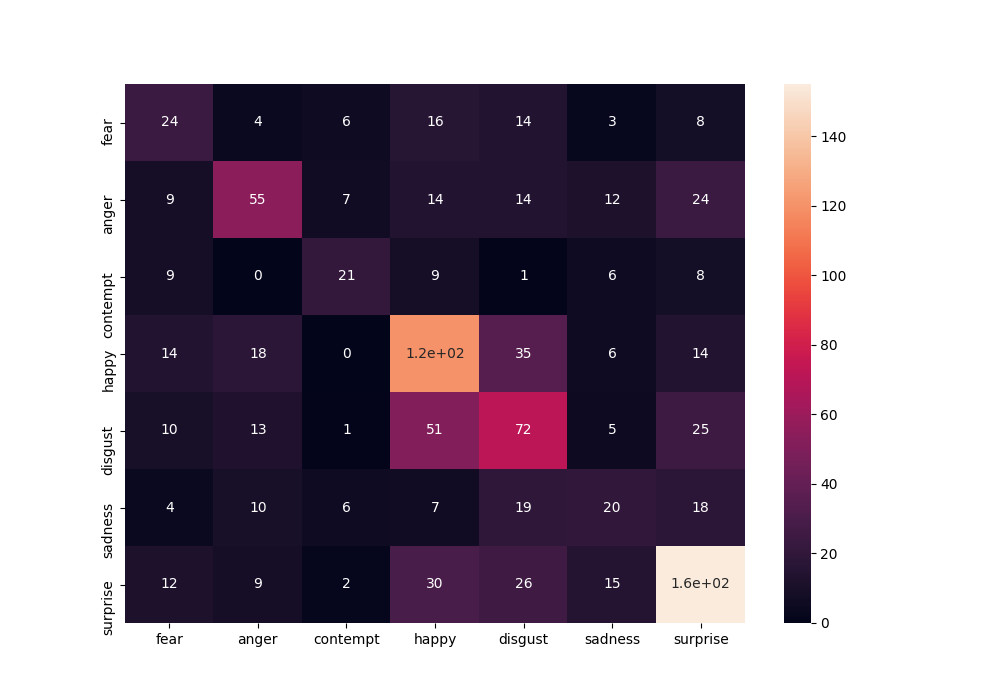 fear 24 4 6 16 14 3 8
anger 9 55 7 14 14 12 24
contempt 9 0 21 9 1 6 8
happy 14 18 0 1.2e+02 35 6 14
disgust 10 13 1 51 72 5 25
sadness 4 10 6 7 19 20 18
surprise 12 9 2 30 26 15 1.6e+02
fear anger contempt happy disgust sadness surprise
140
120
100
80
60
40
20
0